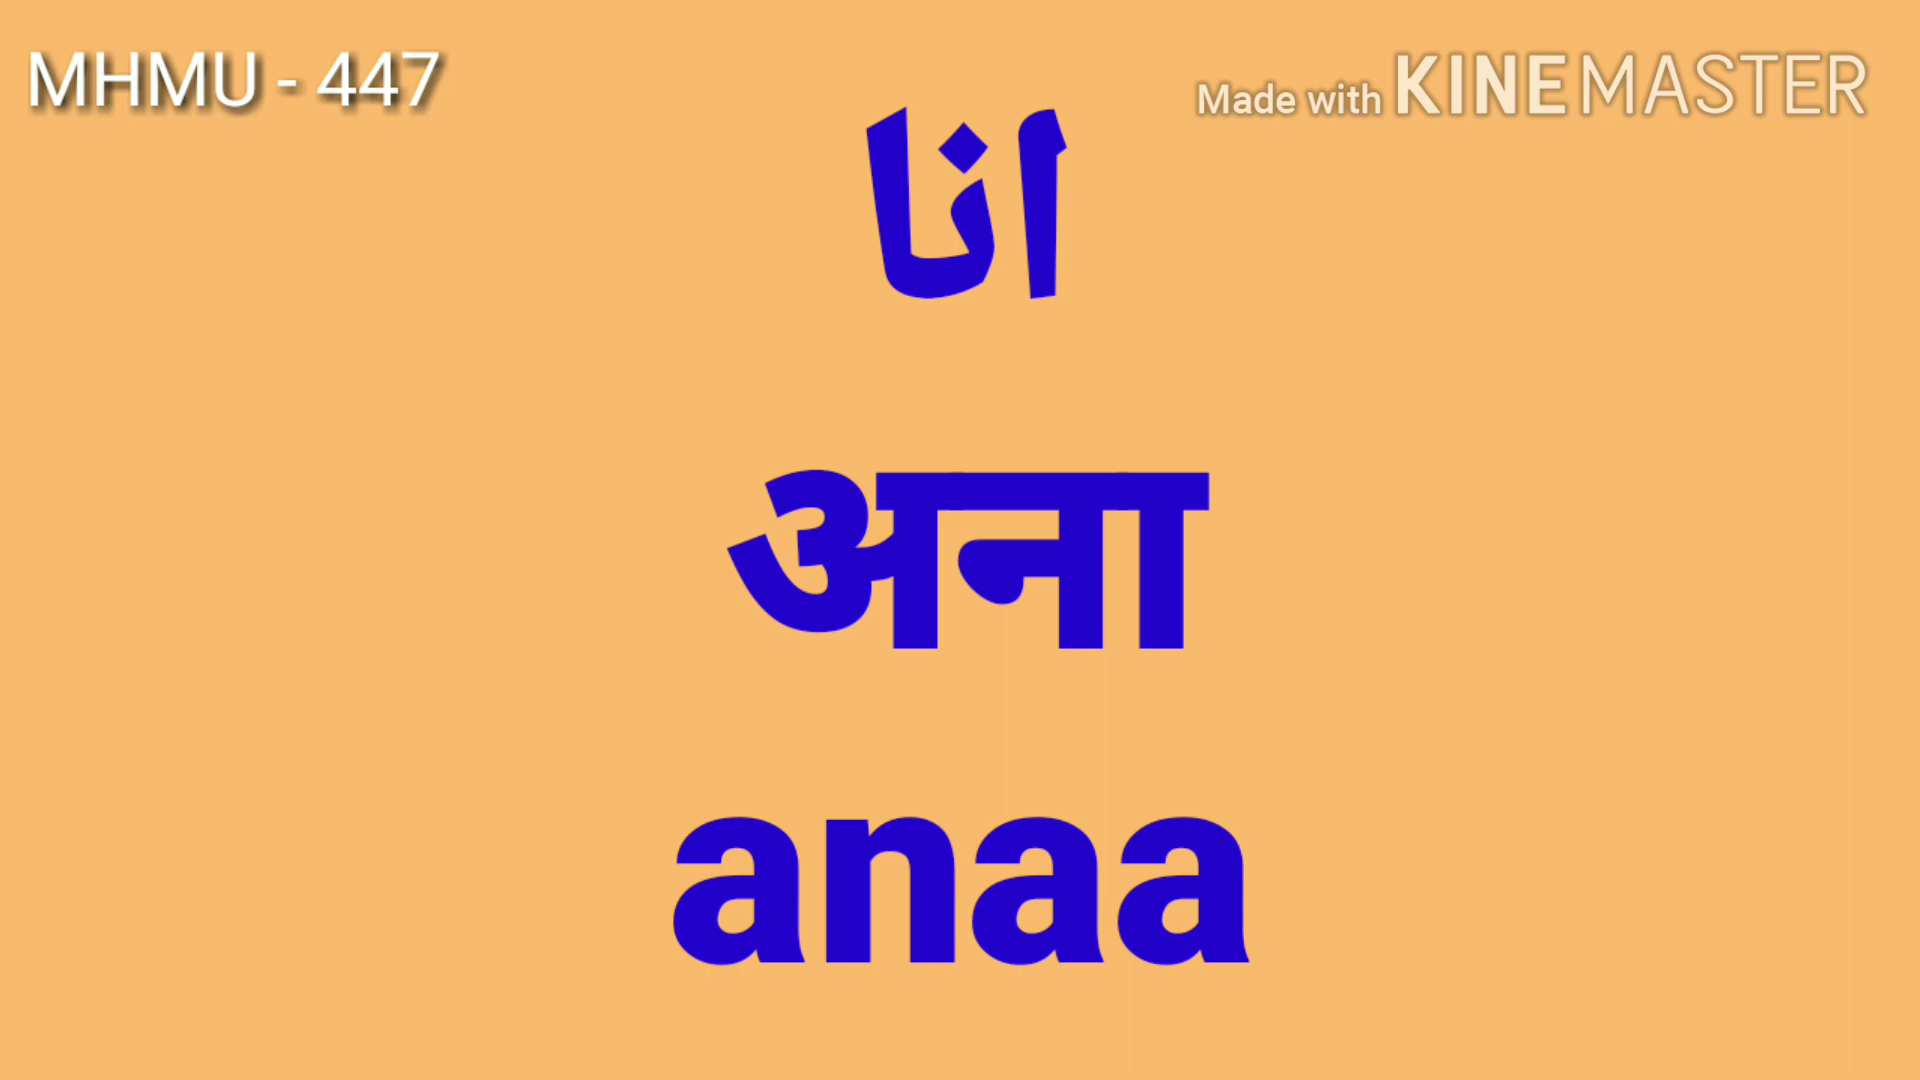 MHMU - 447
Made with KINEMASTER
انا
अना
anaa